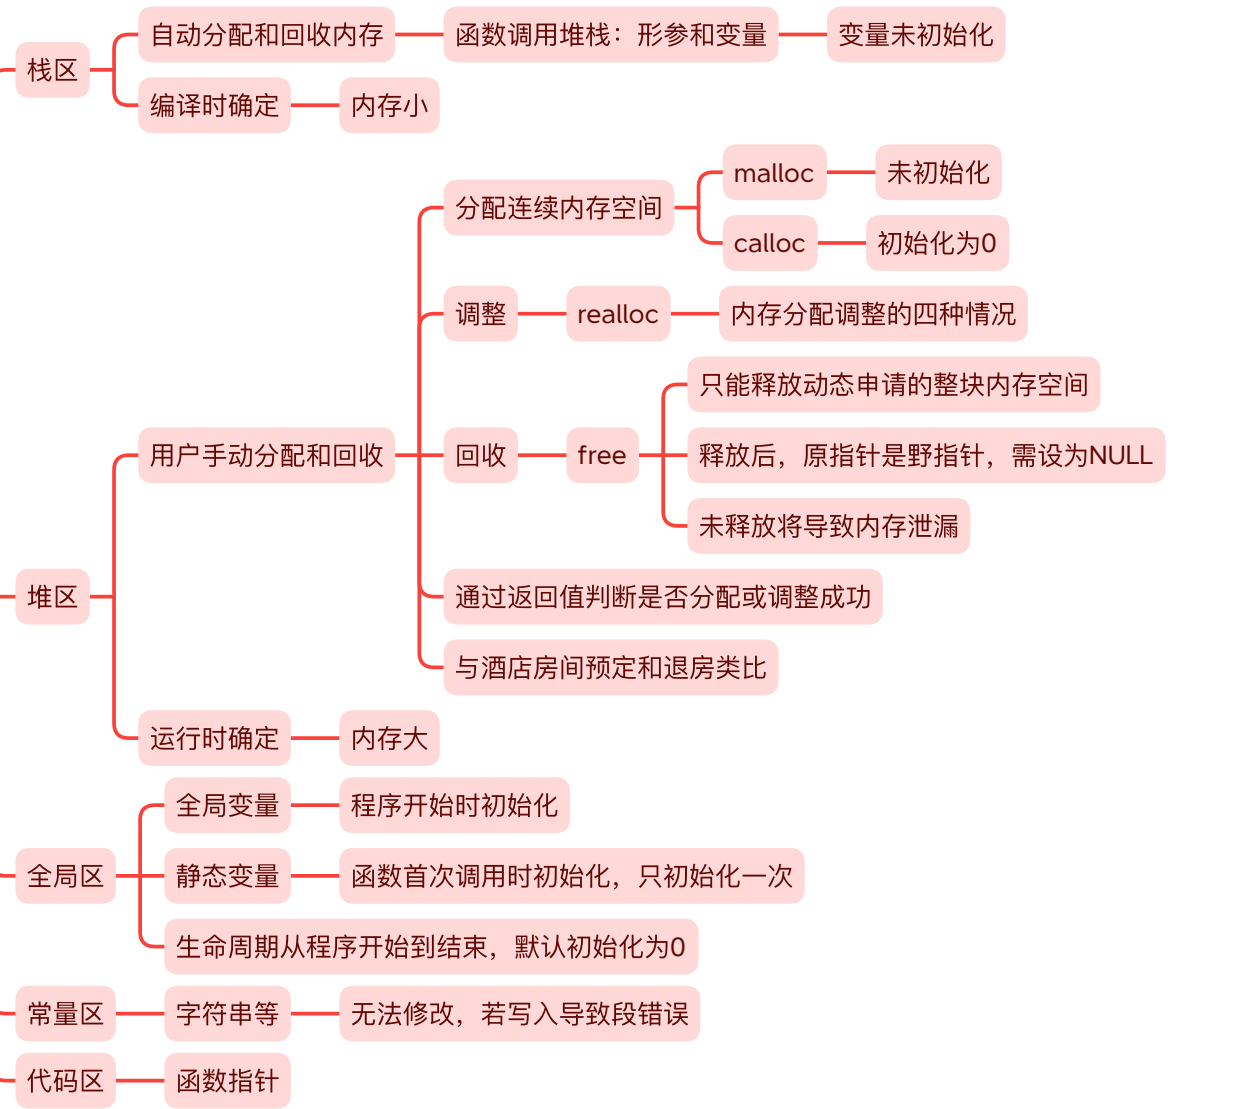 栈区
自动分配和回收内存
函数调用堆栈：形参和变量
变量未初始化
编译时确定
内存小
堆区
用户手动分配和回收
分配连续内存空间
malloc
未初始化
calloc
初始化为0
调整
realloc
内存分配调整的四种情况
回收
free
只能释放动态申请的整块内存空间
释放后，原指针是野指针，需设为NULL
未释放将导致内存泄漏
通过返回值判断是否分配或调整成功
与酒店房间预定和退房类比
运行时确定
内存大
全局区
全局变量
程序开始时初始化
静态变量
函数首次调用时初始化，只初始化一次
生命周期从程序开始到结束，默认初始化为0
常量区
字符串等
无法修改，若写入导致段错误
代码区
函数指针